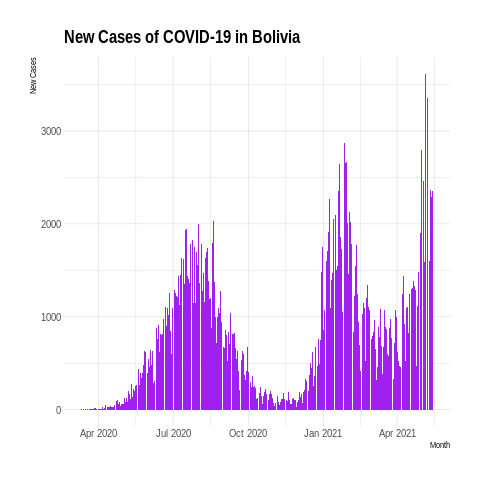 New Cases of COVID-19 in Bolivia
New Cases
3000
2000
1000
0
Apr 2020 Jul 2020 Oct 2020 Jan 2021 Apr 2021
Month